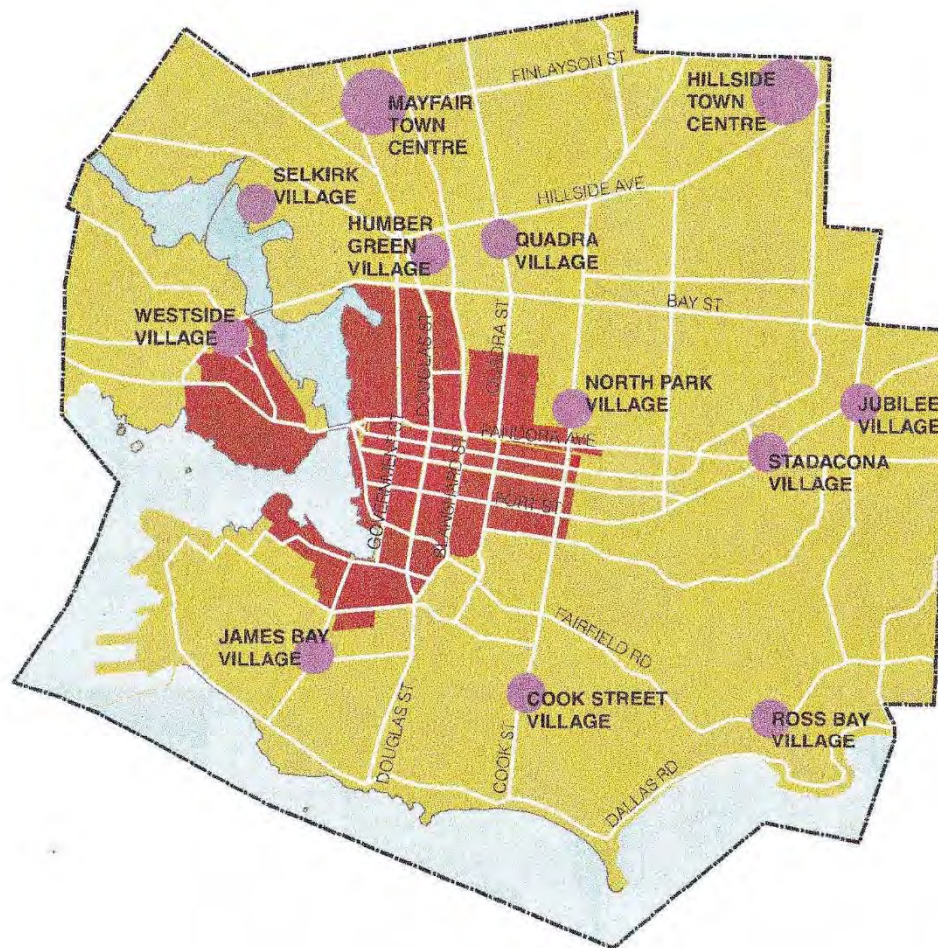 FINLAYSON ST
MAYFAIR
TOWN
CENTRE
HILLSIDE
TOWN
CENTRE
SELKIRK
VILLAGE
HILLSIDE AVE
HUMBER
GREEN
VILLAGE
QUADRA
VILLAGE
BAY ST
WESTSIDE
VILLAGE
DOUGLAS ST
QUADRA ST
NORTH PARK
VILLAGE
JUBILEE
VILLAGE
PANDORA AVE
STADACONA
VILLAGE
GOVERNMENT ST
BLANSHARD ST
FORT ST
JAMES BAY
VILLAGE
FAIRFIELD RD
COOK STREET
VILLAGE
ROSS BAY
VILLAGE
DOUGLAS ST
COOK ST
DALLAS RD